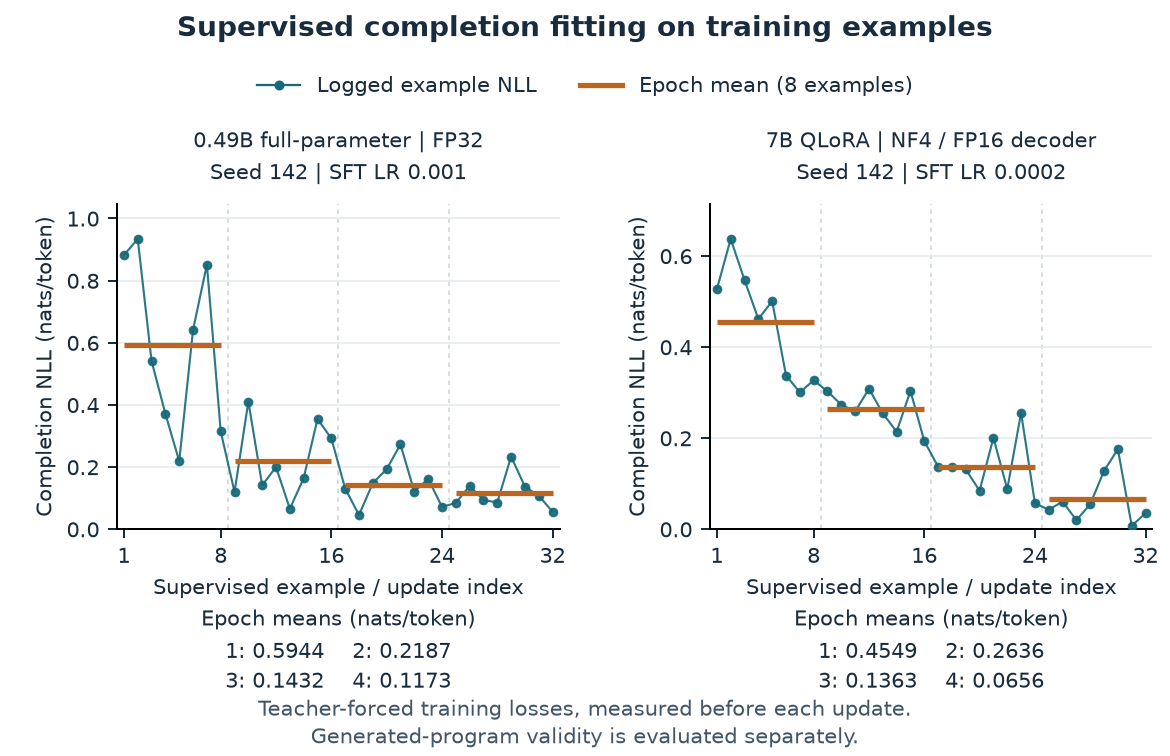 Supervised completion fitting on training examples
Logged example NLL
Epoch mean (8 examples)
0.49B full-parameter | FP32
Seed 142 | SFT LR 0.001
Completion NLL (nats/token)
1.0
0.8
0.6
0.4
0.2
0.0
1 8 16 24 32
Supervised example / update index
Epoch means (nats/token)
1: 0.5944 2: 0.2187
3: 0.1432 4: 0.1173
7B QLoRA | NF4 / FP16 decoder
Seed 142 | SFT LR 0.0002
Completion NLL (nats/token)
0.6
0.4
0.2
0.0
1 8 16 24 32
Supervised example / update index
Epoch means (nats/token)
1: 0.4549 2: 0.2636
3: 0.1363 4: 0.0656
Teacher-forced training losses, measured before each update.
Generated-program validity is evaluated separately.